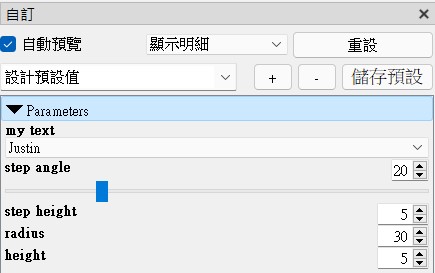 自訂
自動預覽 顯示明細 重設
設計預設值 + - 儲存預設
Parameters
my text
Justin
step angle 20
step height 5
radius 30
height 5